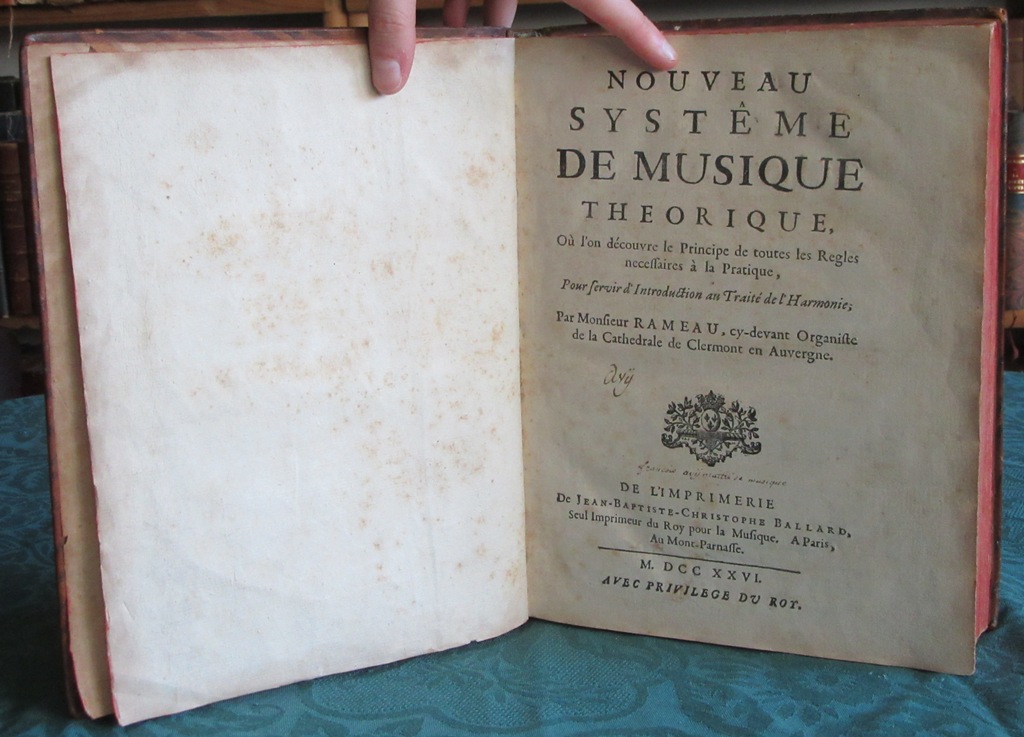 NOUVEAU
SYSTÊME
DE MUSIQUE
THEORIQUE,
Où l'on découvre le Principe de toutes les Regles
necessaires à la Pratique,
Pour servir d'Introduction au Traité de l'Harmonie;
Par Monsieur RAMEAU, cy-devant Organiste
de la Cathedrale de Clermont en Auvergne.
de musique
DE L'IMPRIMERIE
De JEAN-BAPTISTE-CHRISTOPHE BALLARD,
Seul Imprimeur du Roy pour la Musique. A Paris,
Au Mont-Parnasse.
M. DCC XXVI.
AVEC PRIVILEGE DU ROY.